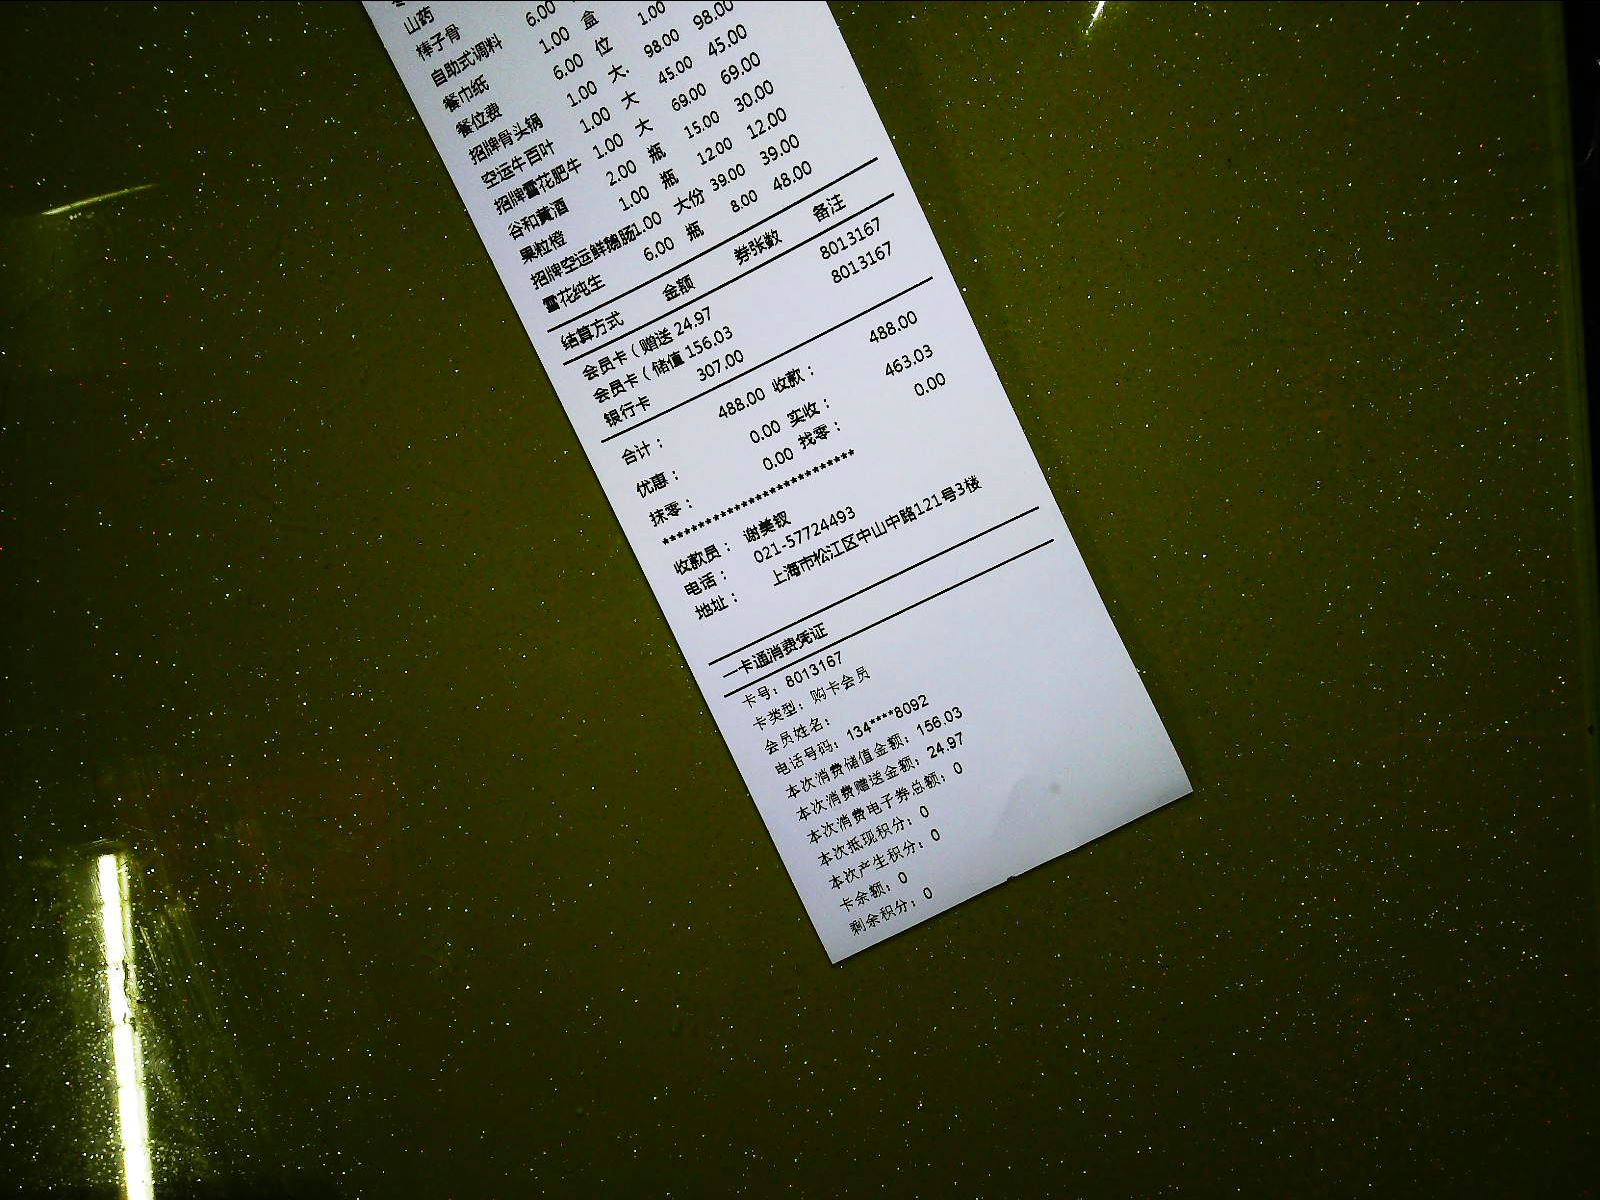 山药
棒子骨
自助式调料 6.00
餐巾纸 1.00 盒 1.00
餐位费 6.00 位
招牌骨头锅 1.00 大 98.00 98.00
空运牛百叶 1.00 大 45.00 45.00
招牌雪花肥牛 1.00 大 69.00 69.00
谷和黄酒 2.00 瓶 15.00 30.00
果粒橙 1.00 瓶 12.00 12.00
招牌空运鲜鹅肠1.00 大份 39.00 39.00
雪花纯生 6.00 瓶 8.00 48.00
结算方式 金额 券张数 备注
会员卡（赠送 24.97 8013167
会员卡（储值 156.03 8013167
银行卡 307.00
合计： 488.00 收款： 488.00
优惠： 0.00 实收： 463.03
抹零： 0.00 找零： 0.00
***************************
收款员： 谢美钗
电话： 021-57724493
地址： 上海市松江区中山中路121号3楼
一卡通消费凭证
卡号：8013167
卡类型：购卡会员
会员姓名：
电话号码：134****8092
本次消费储值金额：156.03
本次消费赠送金额：24.97
本次消费电子券总额：0
本次抵现积分：0
本次产生积分：0
卡余额：0
剩余积分：0